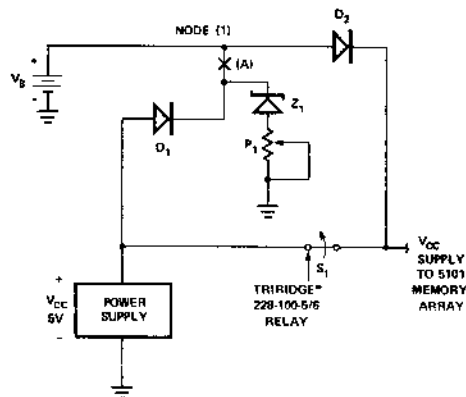 NODE (1)
D2
+
VB
-
(A)
Z1
D1
P1
+
VCC
5V
-
POWER
SUPPLY
S1
TRIRIDGE*
228-100-5/6
RELAY
VCC
SUPPLY
TO 5101
MEMORY
ARRAY